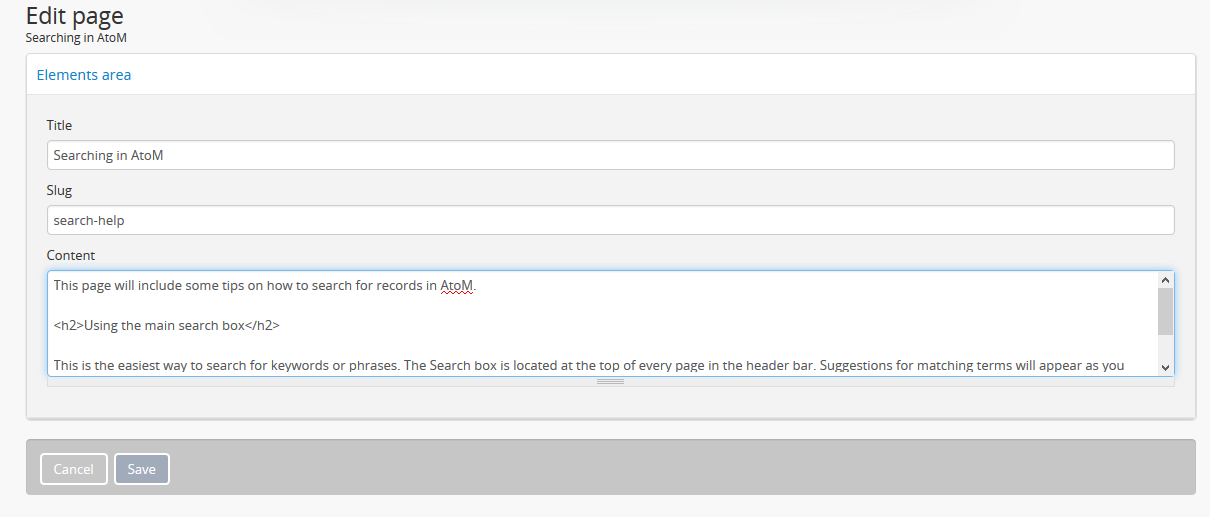 Edit page
Searching in AtoM
Elements area
Title
Searching in AtoM
Slug
search-help
Content
This page will include some tips on how to search for records in AtoM.
<h2>Using the main search box</h2>
This is the easiest way to search for keywords or phrases. The Search box is located at the top of every page in the header bar. Suggestions for matching terms will appear as you
Cancel
Save